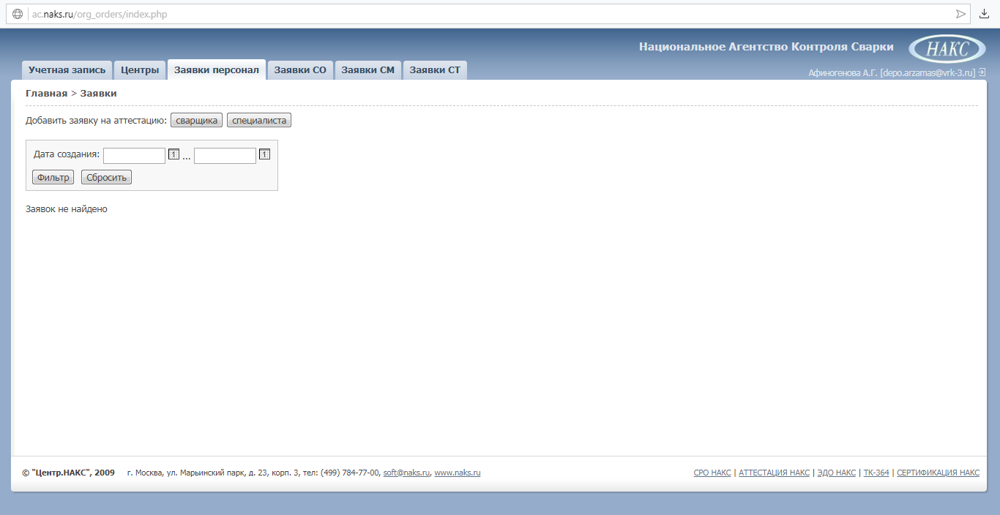 ac.naks.ru/org_orders/index.php
Национальное Агентство Контроля Сварки
НАКС
Афиногенова А.Г. [depo.arzamas@vrk-3.ru]
Учетная запись Центры Заявки персонал Заявки СО Заявки СМ Заявки СТ
Главная > Заявки
Добавить заявку на аттестацию: сварщика специалиста
Дата создания: 1 ... 1
Фильтр Сбросить
Заявок не найдено
© "Центр.НАКС", 2009 г. Москва, ул. Марьинский парк, д. 23, корп. 3, тел: (499) 784-77-00, soft@naks.ru, www.naks.ru
СРО НАКС | АТТЕСТАЦИЯ НАКС | ЭДО НАКС | ТК-364 | СЕРТИФИКАЦИЯ НАКС